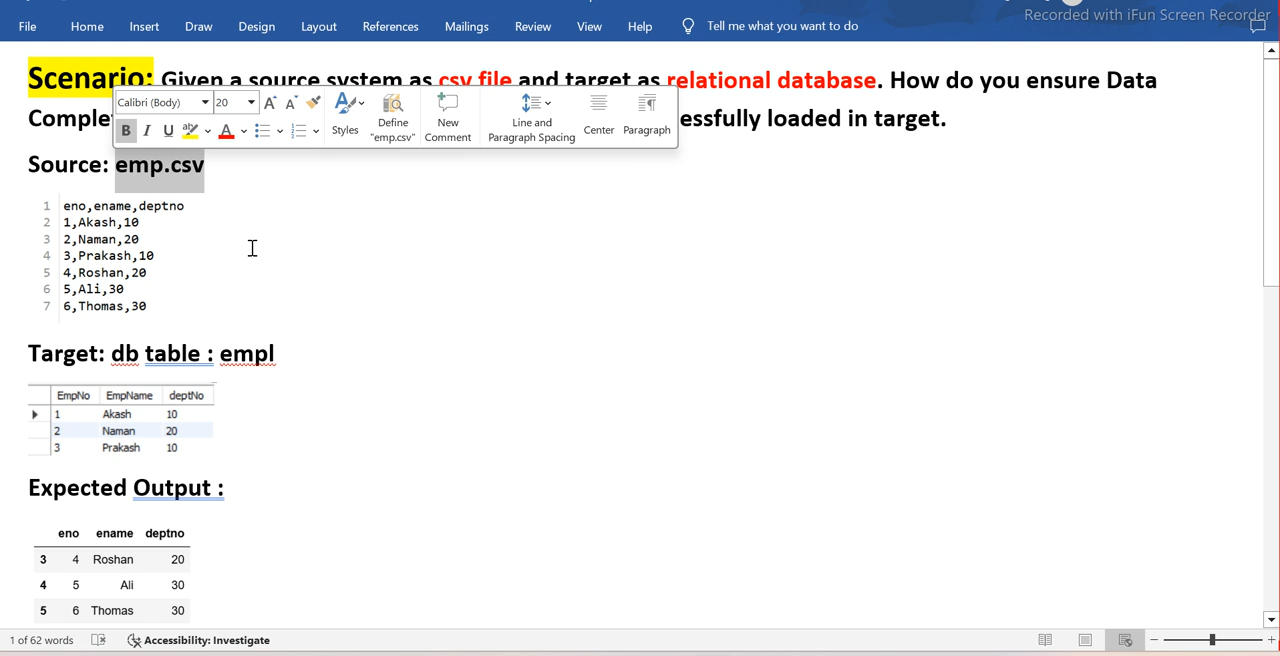 Recorded with iFun Screen Recorder
File Home Insert Draw Design Layout References Mailings Review View Help Tell me what you want to do
Scenario: Given a source system as csv file and target as relational database. How do you ensure Data
essfully loaded in target.
Calibri (Body) 20 Styles Define "emp.csv" New Comment Line and Paragraph Spacing Center Paragraph
B I U
Source: emp.csv
1 eno,ename,deptno
2 1,Akash,10
3 2,Naman,20
4 3,Prakash,10
5 4,Roshan,20
6 5,Ali,30
7 6,Thomas,30
Target: db table : empl
EmpNo EmpName deptNo
1 Akash 10
2 Naman 20
3 Prakash 10
Expected Output :
eno ename deptno
3 4 Roshan 20
4 5 Ali 30
5 6 Thomas 30
1 of 62 words Accessibility: Investigate